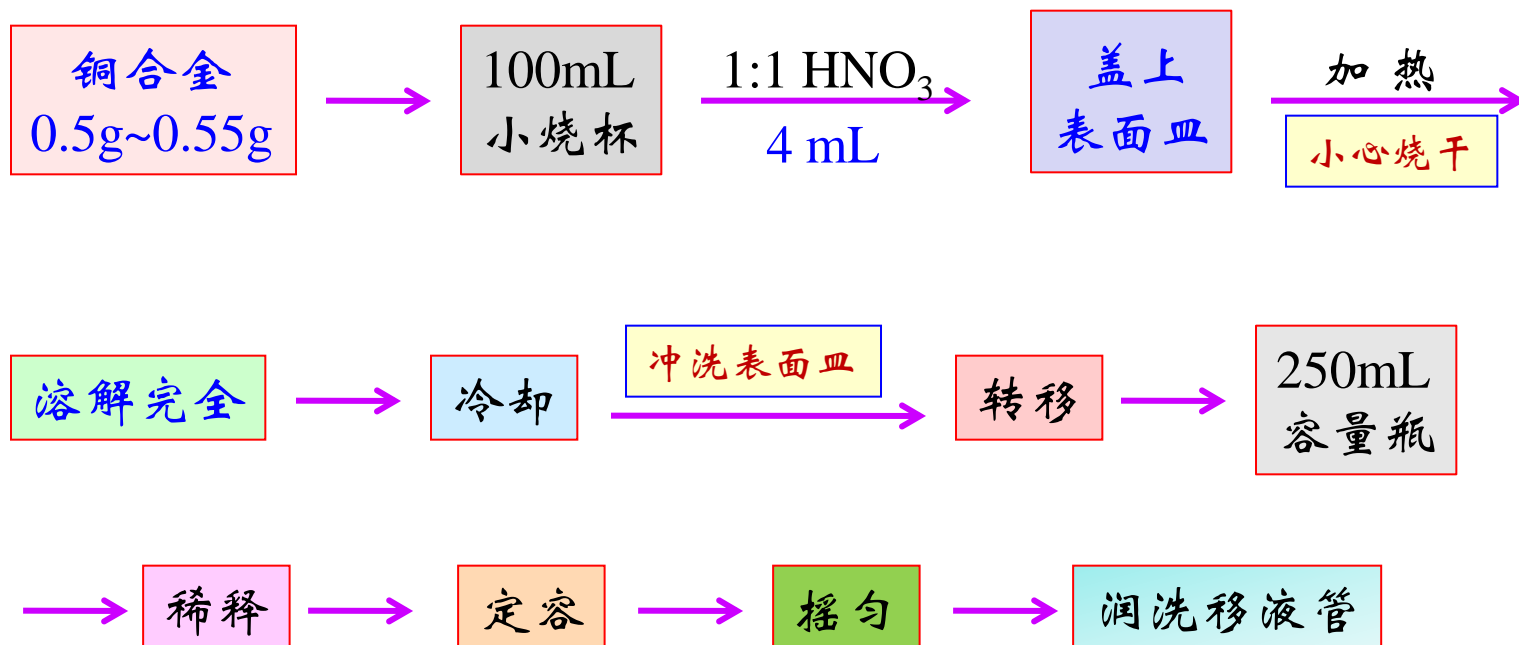 铜合金
0.5g~0.55g
100mL
小烧杯
1:1 HNO₃
4 mL
盖上
表面皿
加 热
小心烧干
溶解完全
冷却
冲洗表面皿
转移
250mL
容量瓶
稀释
定容
摇匀
润洗移液管